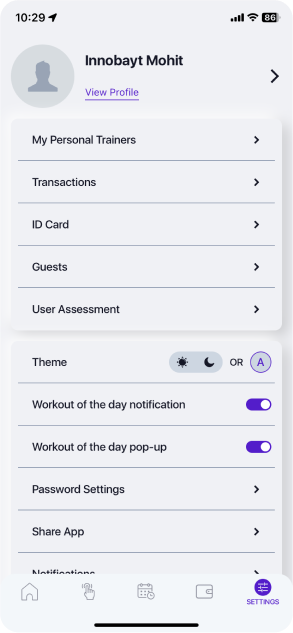 10:29
86
Innobayt Mohit
View Profile
My Personal Trainers
Transactions
ID Card
Guests
User Assessment
Theme OR A
Workout of the day notification
Workout of the day pop-up
Password Settings
Share App
Notifications
SETTINGS